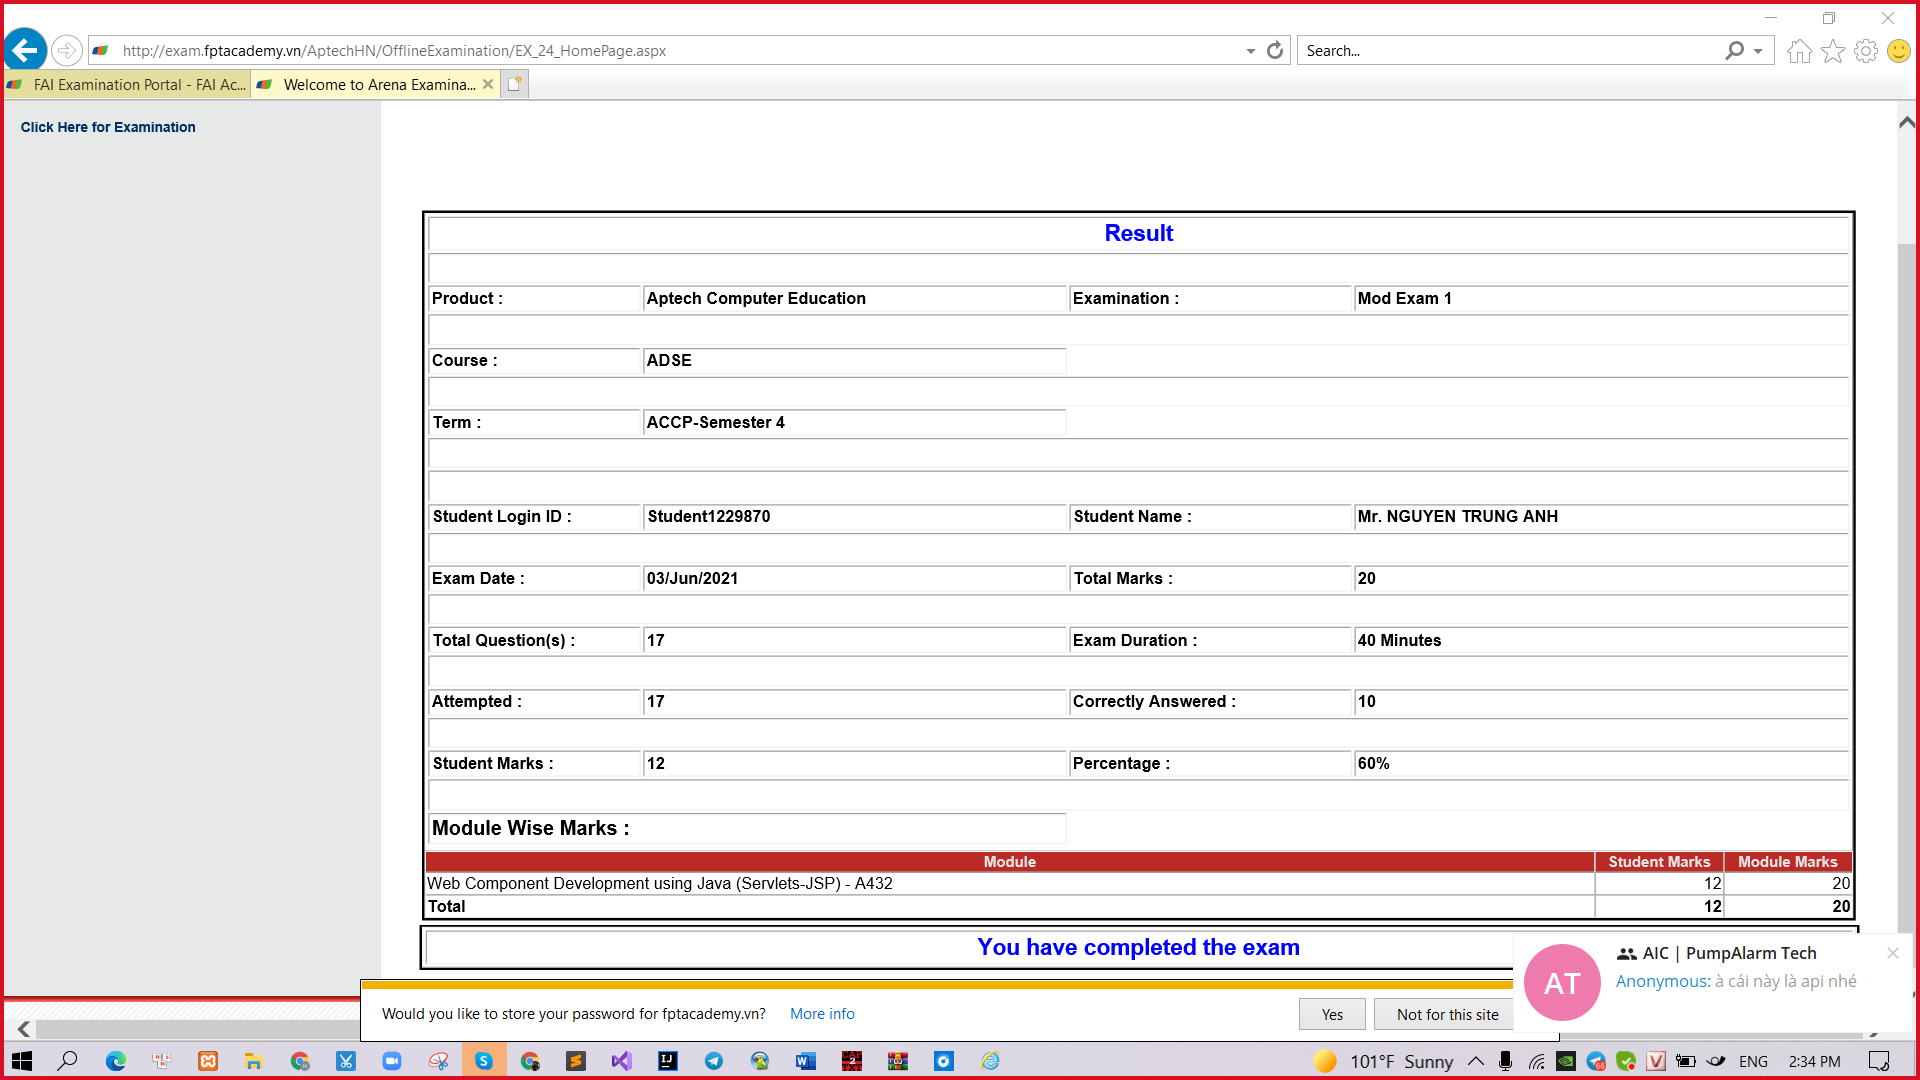 http://exam.fptacademy.vn/AptechHN/OfflineExamination/EX_24_HomePage.aspx
Search...
FAI Examination Portal - FAI Ac...
Welcome to Arena Examina...
Click Here for Examination
Result
Product : Aptech Computer Education Examination : Mod Exam 1
Course : ADSE
Term : ACCP-Semester 4
Student Login ID : Student1229870 Student Name : Mr. NGUYEN TRUNG ANH
Exam Date : 03/Jun/2021 Total Marks : 20
Total Question(s) : 17 Exam Duration : 40 Minutes
Attempted : 17 Correctly Answered : 10
Student Marks : 12 Percentage : 60%
Module Wise Marks :
Module Student Marks Module Marks
Web Component Development using Java (Servlets-JSP) - A432 12 20
Total 12 20
You have completed the exam
AT
AIC | PumpAlarm Tech
Anonymous: à cái này là api nhé
Would you like to store your password for fptacademy.vn? More info Yes Not for this site
101°F Sunny ENG 2:34 PM